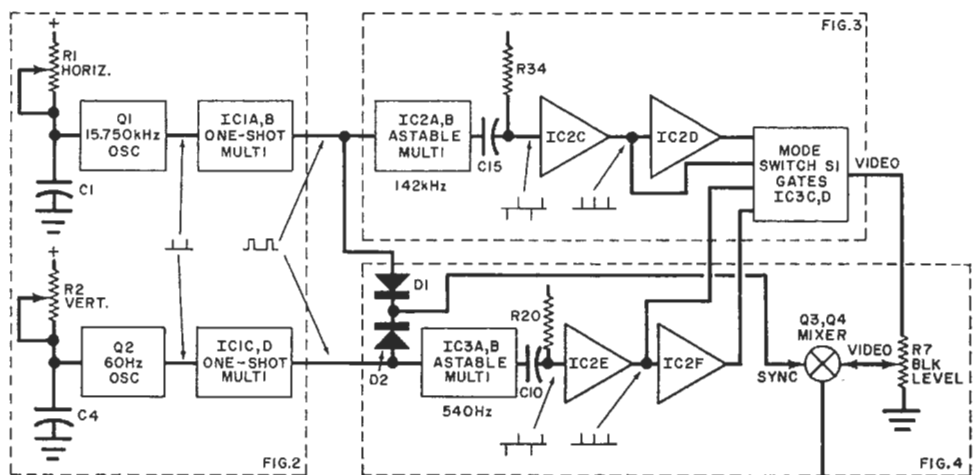 +
R1
HORIZ.
Q1
15.750kHz
OSC
IC1A,B
ONE-SHOT
MULTI
C1
+
R2
VERT.
Q2
60Hz
OSC
IC1C,D
ONE-SHOT
MULTI
C4
FIG.2
FIG.3
IC2A,B
ASTABLE
MULTI
142kHz
C15
R34
IC2C
IC2D
MODE
SWITCH S1
GATES
IC3C,D
VIDEO
D1
D2
IC3A,B
ASTABLE
MULTI
540Hz
C10
R20
IC2E
IC2F
Q3,Q4
MIXER
SYNC
VIDEO
R7
BLK
LEVEL
FIG.4